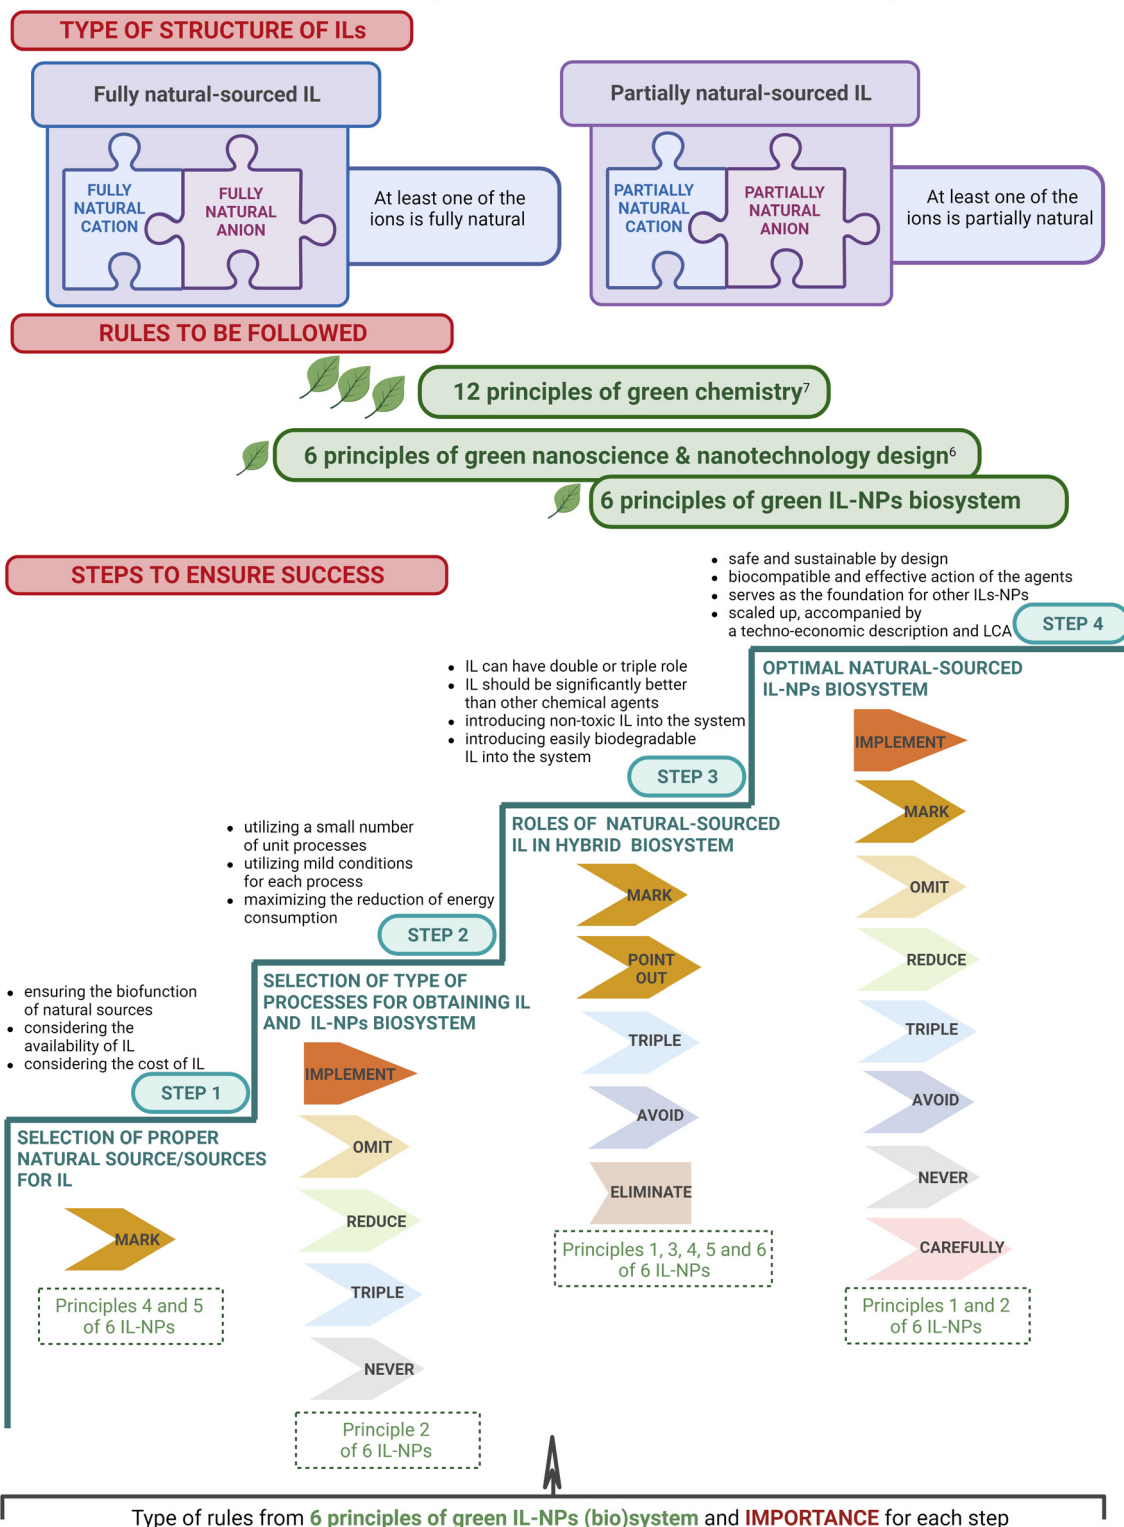 TYPE OF STRUCTURE OF ILs
Fully natural-sourced IL
FULLY
NATURAL
CATION
FULLY
NATURAL
ANION
At least one of the
ions is fully natural
Partially natural-sourced IL
PARTIALLY
NATURAL
CATION
PARTIALLY
NATURAL
ANION
At least one of the
ions is partially natural
RULES TO BE FOLLOWED
12 principles of green chemistry⁷
6 principles of green nanoscience & nanotechnology design⁶
6 principles of green IL-NPs biosystem
STEPS TO ENSURE SUCCESS
• ensuring the biofunction
of natural sources
• considering the
availability of IL
• considering the cost of IL
STEP 1
SELECTION OF PROPER
NATURAL SOURCE/SOURCES
FOR IL
MARK
Principles 4 and 5
of 6 IL-NPs
• utilizing a small number
of unit processes
• utilizing mild conditions
for each process
• maximizing the reduction of energy
consumption
STEP 2
SELECTION OF TYPE OF
PROCESSES FOR OBTAINING IL
AND IL-NPs BIOSYSTEM
IMPLEMENT
OMIT
REDUCE
TRIPLE
NEVER
Principle 2
of 6 IL-NPs
• IL can have double or triple role
• IL should be significantly better
than other chemical agents
• introducing non-toxic IL into the system
• introducing easily biodegradable
IL into the system
STEP 3
ROLES OF NATURAL-SOURCED
IL IN HYBRID BIOSYSTEM
MARK
POINT
OUT
TRIPLE
AVOID
ELIMINATE
Principles 1, 3, 4, 5 and 6
of 6 IL-NPs
• safe and sustainable by design
• biocompatible and effective action of the agents
• serves as the foundation for other ILs-NPs
• scaled up, accompanied by
a techno-economic description and LCA
STEP 4
OPTIMAL NATURAL-SOURCED
IL-NPs BIOSYSTEM
IMPLEMENT
MARK
OMIT
REDUCE
TRIPLE
AVOID
NEVER
CAREFULLY
Principles 1 and 2
of 6 IL-NPs
Type of rules from 6 principles of green IL-NPs (bio)system and IMPORTANCE for each step